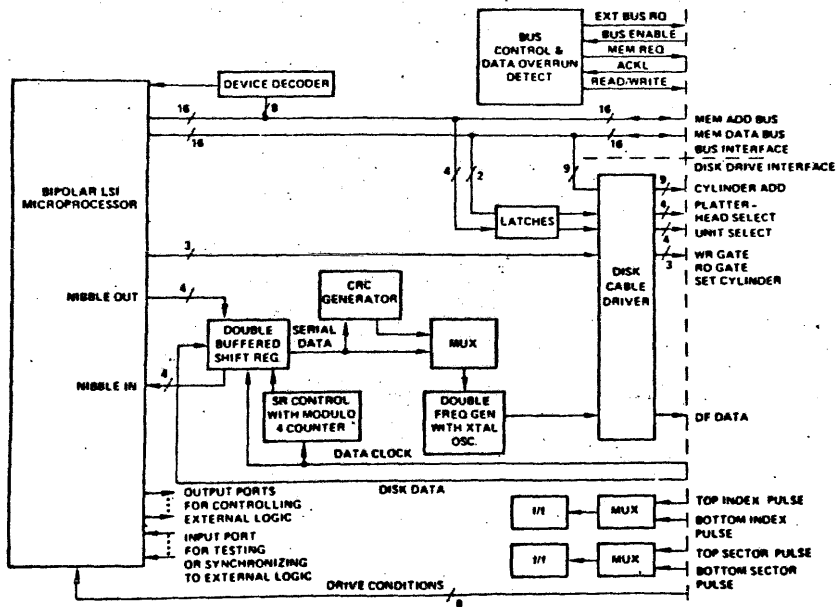 EXT BUS RQ
BUS ENABLE
MEM REQ
ACKL
READ/WRITE
BUS
CONTROL &
DATA OVERRUN
DETECT
DEVICE DECODER
8
16
16
16
16
MEM ADD BUS
MEM DATA BUS
BUS INTERFACE
DISK DRIVE INTERFACE
BIPOLAR LSI
MICROPROCESSOR
4
2
9
9
CYLINDER ADD
4
PLATTER-
HEAD SELECT
LATCHES
UNIT SELECT
4
3
3
WR GATE
RD GATE
SET CYLINDER
DISK
CABLE
DRIVER
NIBBLE OUT
4
CRC
GENERATOR
DOUBLE
BUFFERED
SHIFT REG.
SERIAL
DATA
MUX
NIBBLE IN
4
SR CONTROL
WITH MODULO
4 COUNTER
DOUBLE
FREQ GEN
WITH XTAL
OSC.
DF DATA
DATA CLOCK
DISK DATA
OUTPUT PORTS
FOR CONTROLLING
EXTERNAL LOGIC
INPUT PORT
FOR TESTING
OR SYNCHRONIZING
TO EXTERNAL LOGIC
f/f
MUX
TOP INDEX PULSE
BOTTOM INDEX
PULSE
f/f
MUX
TOP SECTOR PULSE
BOTTOM SECTOR
PULSE
DRIVE CONDITIONS
8